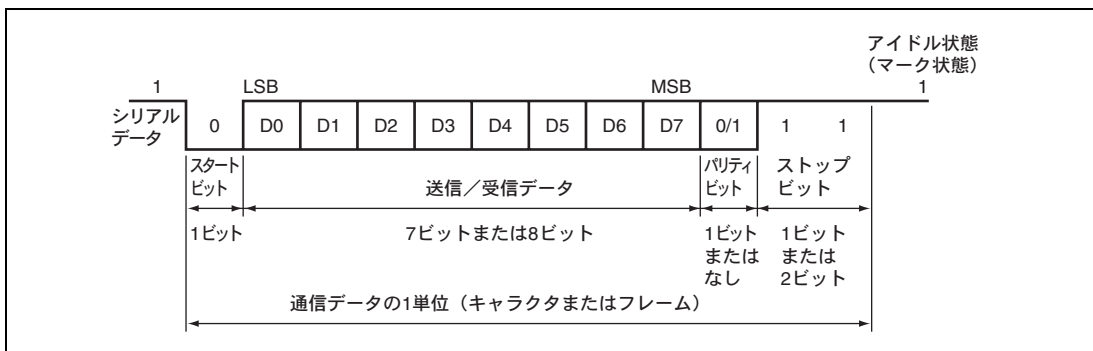 アイドル状態
（マーク状態）
1 LSB MSB 1
シリアル
データ
0 D0 D1 D2 D3 D4 D5 D6 D7 0/1 1 1
スタート
ビット
送信／受信データ
パリティ
ビット
ストップ
ビット
1ビット
7ビットまたは8ビット
1ビット
または
なし
1ビット
または
2ビット
通信データの1単位（キャラクタまたはフレーム）